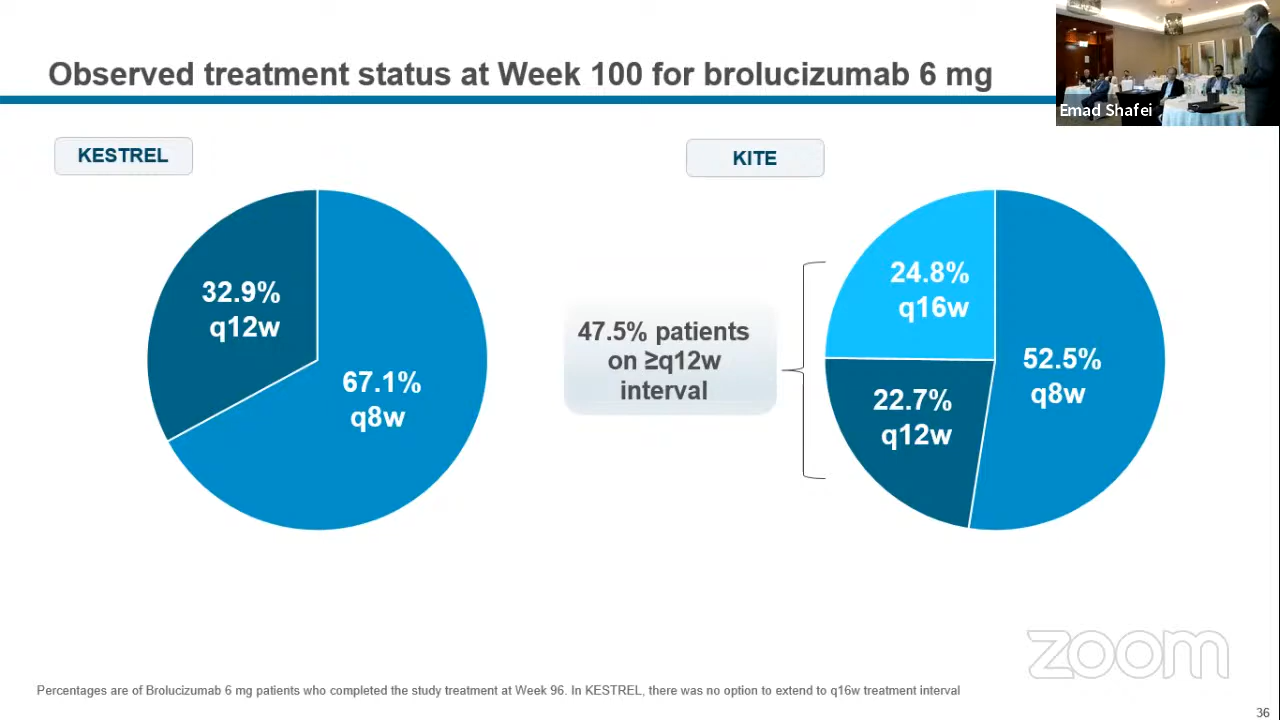 Observed treatment status at Week 100 for brolucizumab 6 mg
Emad Shafei
KESTREL
KITE
32.9%
q12w
67.1%
q8w
47.5% patients
on ≥q12w
interval
24.8%
q16w
52.5%
q8w
22.7%
q12w
zoom
Percentages are of Brolucizumab 6 mg patients who completed the study treatment at Week 96. In KESTREL, there was no option to extend to q16w treatment interval
36